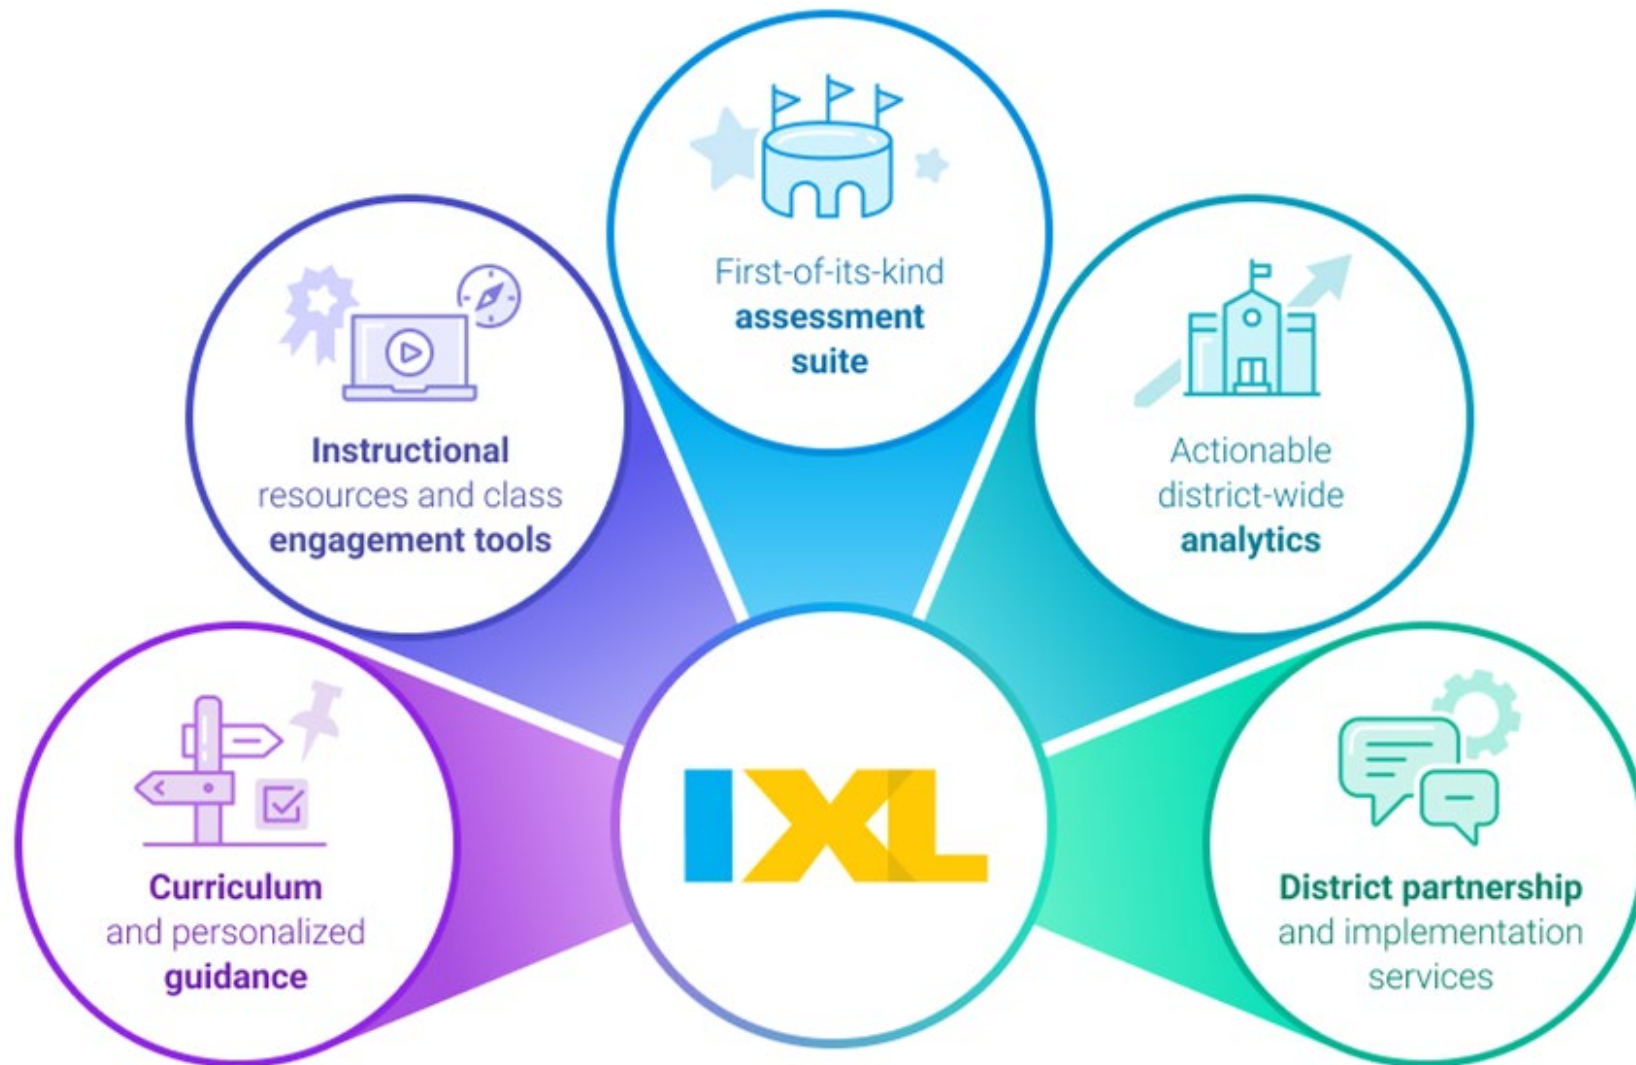 First-of-its-kind
assessment
suite
Instructional
resources and class
engagement tools
Actionable
district-wide
analytics
Curriculum
and personalized
guidance
IXL
District partnership
and implementation
services